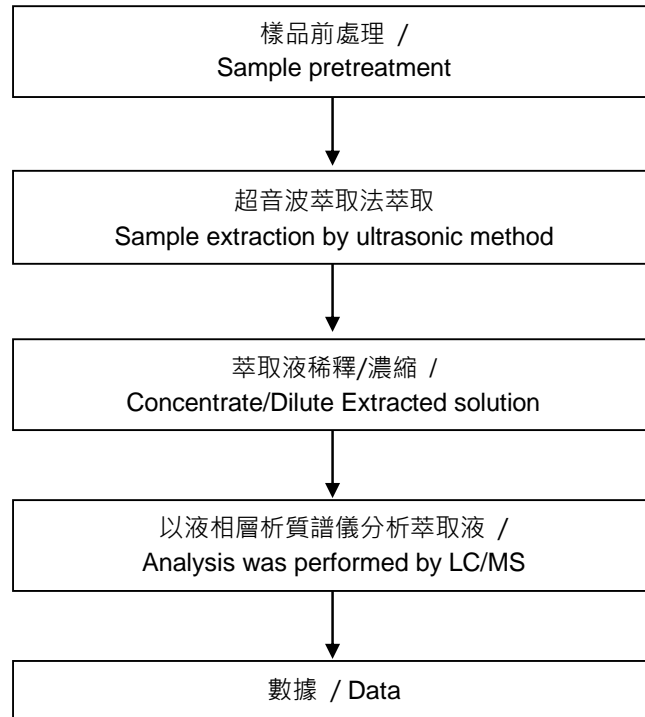 樣品前處理 /
Sample pretreatment
超音波萃取法萃取
Sample extraction by ultrasonic method
萃取液稀釋/濃縮 /
Concentrate/Dilute Extracted solution
以液相層析質譜儀分析萃取液 /
Analysis was performed by LC/MS
數據 / Data